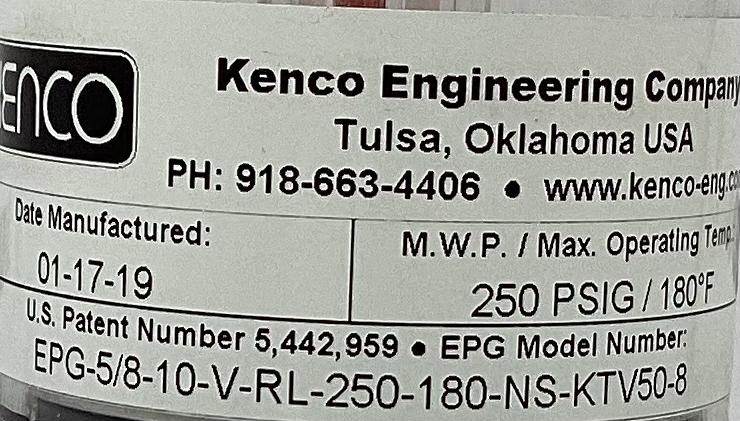 KENCO
Kenco Engineering Company
Tulsa, Oklahoma USA
PH: 918-663-4406 • www.kenco-eng.co
Date Manufactured:
01-17-19
M.W.P. / Max. Operating Temp.:
250 PSIG / 180°F
U.S. Patent Number 5,442,959 • EPG Model Number:
EPG-5/8-10-V-RL-250-180-NS-KTV50-8